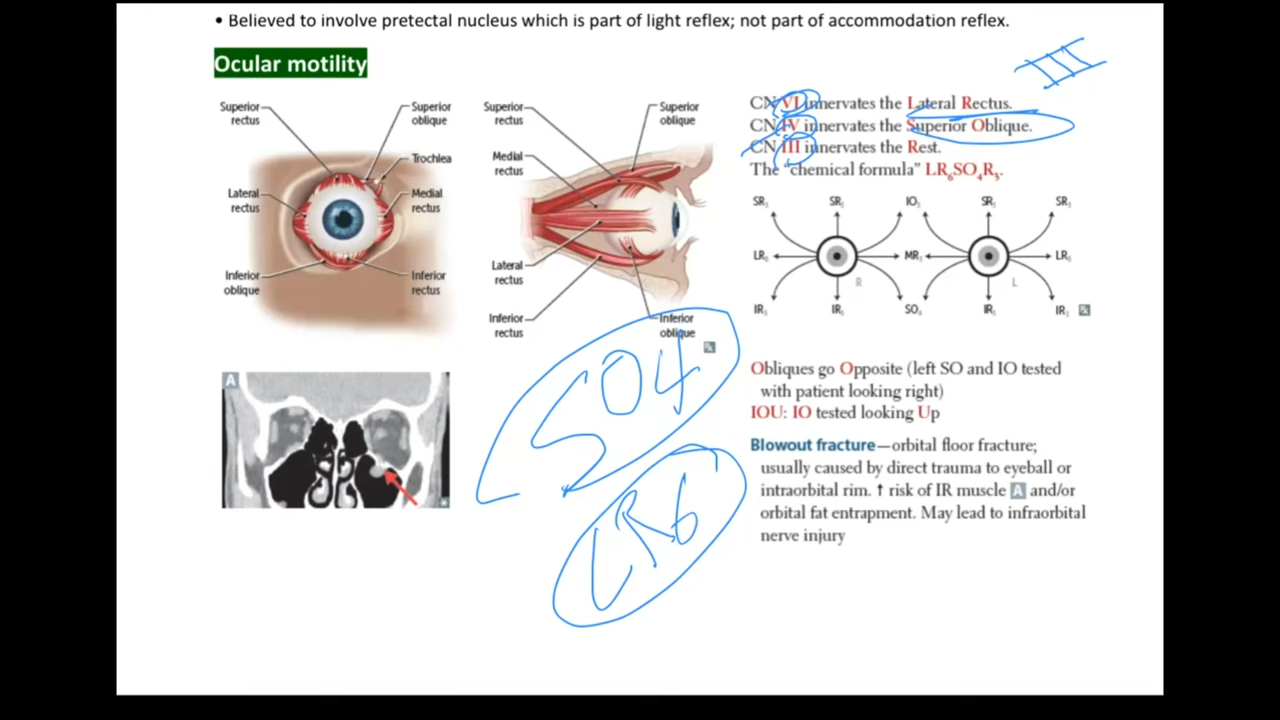 • Believed to involve pretectal nucleus which is part of light reflex; not part of accommodation reflex.
Ocular motility
III
Superior rectus
Superior oblique
Trochlea
Lateral rectus
Medial rectus
Inferior oblique
Inferior rectus
Superior rectus
Superior oblique
Medial rectus
Lateral rectus
Inferior rectus
Inferior oblique
CN VI innervates the Lateral Rectus.
CN IV innervates the Superior Oblique.
CN III innervates the Rest.
The "chemical formula" LR₆SO₄R₃.
SR₃ SR₃ IO₃ SR₃ SR₃
LR₆ MR₃ LR₆
R L
IR₃ IR₃ SO₄ IR₃ IR₃
Obliques go Opposite (left SO and IO tested
with patient looking right)
IOU: IO tested looking Up
Blowout fracture—orbital floor fracture;
usually caused by direct trauma to eyeball or
intraorbital rim. ↑ risk of IR muscle A and/or
orbital fat entrapment. May lead to infraorbital
nerve injury
A
SO4
LR6